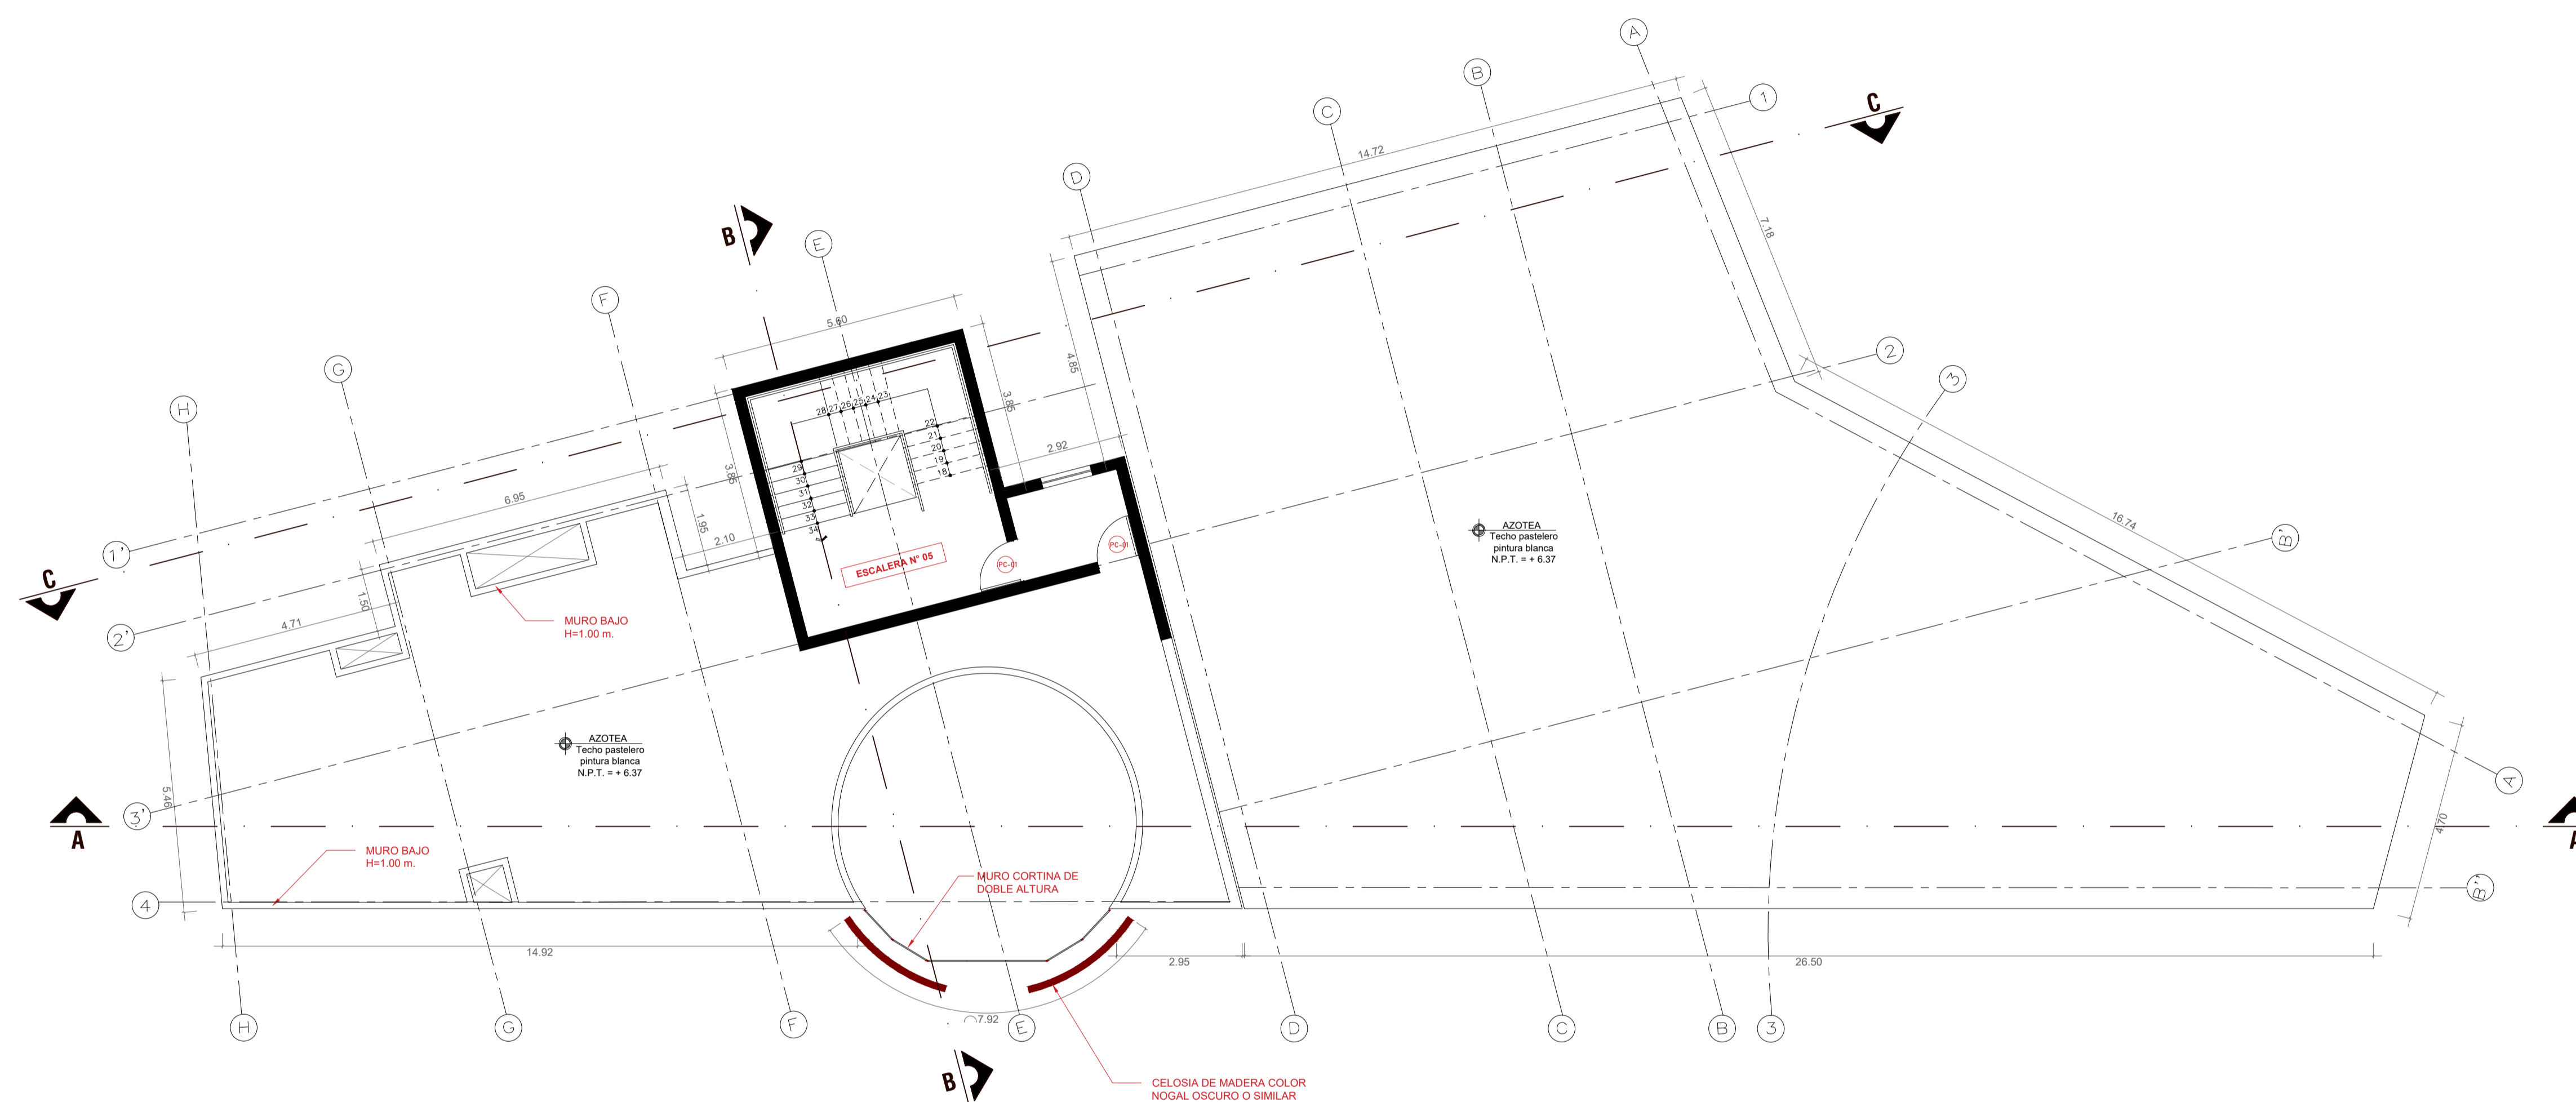 A
B
1
C
C
14.72
D
7.18
B
E
F
5.60
4.85
2
3
G
H
28 27 26 25 24 23
3.85
22
21
20
19
18
2.92
6.95
3.85
29
30
31
32
33
34
1.95
2.10
AZOTEA
Techo pastelero
pintura blanca
N.P.T. = + 6.37
16.74
B'
1'
C
2'
ESCALERA Nº 05
PC-01
PC-01
1.50
4.71
MURO BAJO
H=1.00 m.
AZOTEA
Techo pastelero
pintura blanca
N.P.T. = + 6.37
5.46
3'
A
A
4.70
A
MURO BAJO
H=1.00 m.
MURO CORTINA DE
DOBLE ALTURA
4
B"
14.92
2.95
26.50
7.92
H
G
F
E
D
C
B
3
B
CELOSIA DE MADERA COLOR
NOGAL OSCURO O SIMILAR